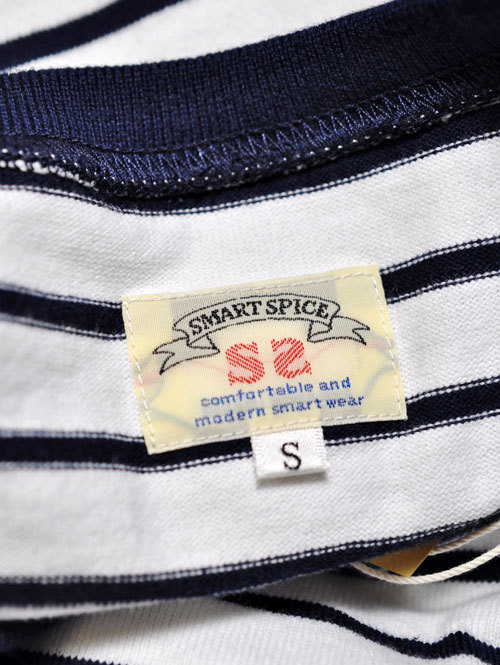 SMART SPICE
SS
comfortable and
modern smart wear
S